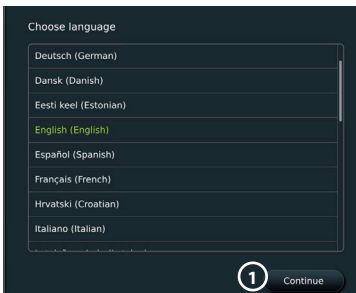 Choose language
Deutsch (German)
Dansk (Danish)
Eesti keel (Estonian)
English (English)
Español (Spanish)
Français (French)
Hrvatski (Croatian)
Italiano (Italian)
1 Continue